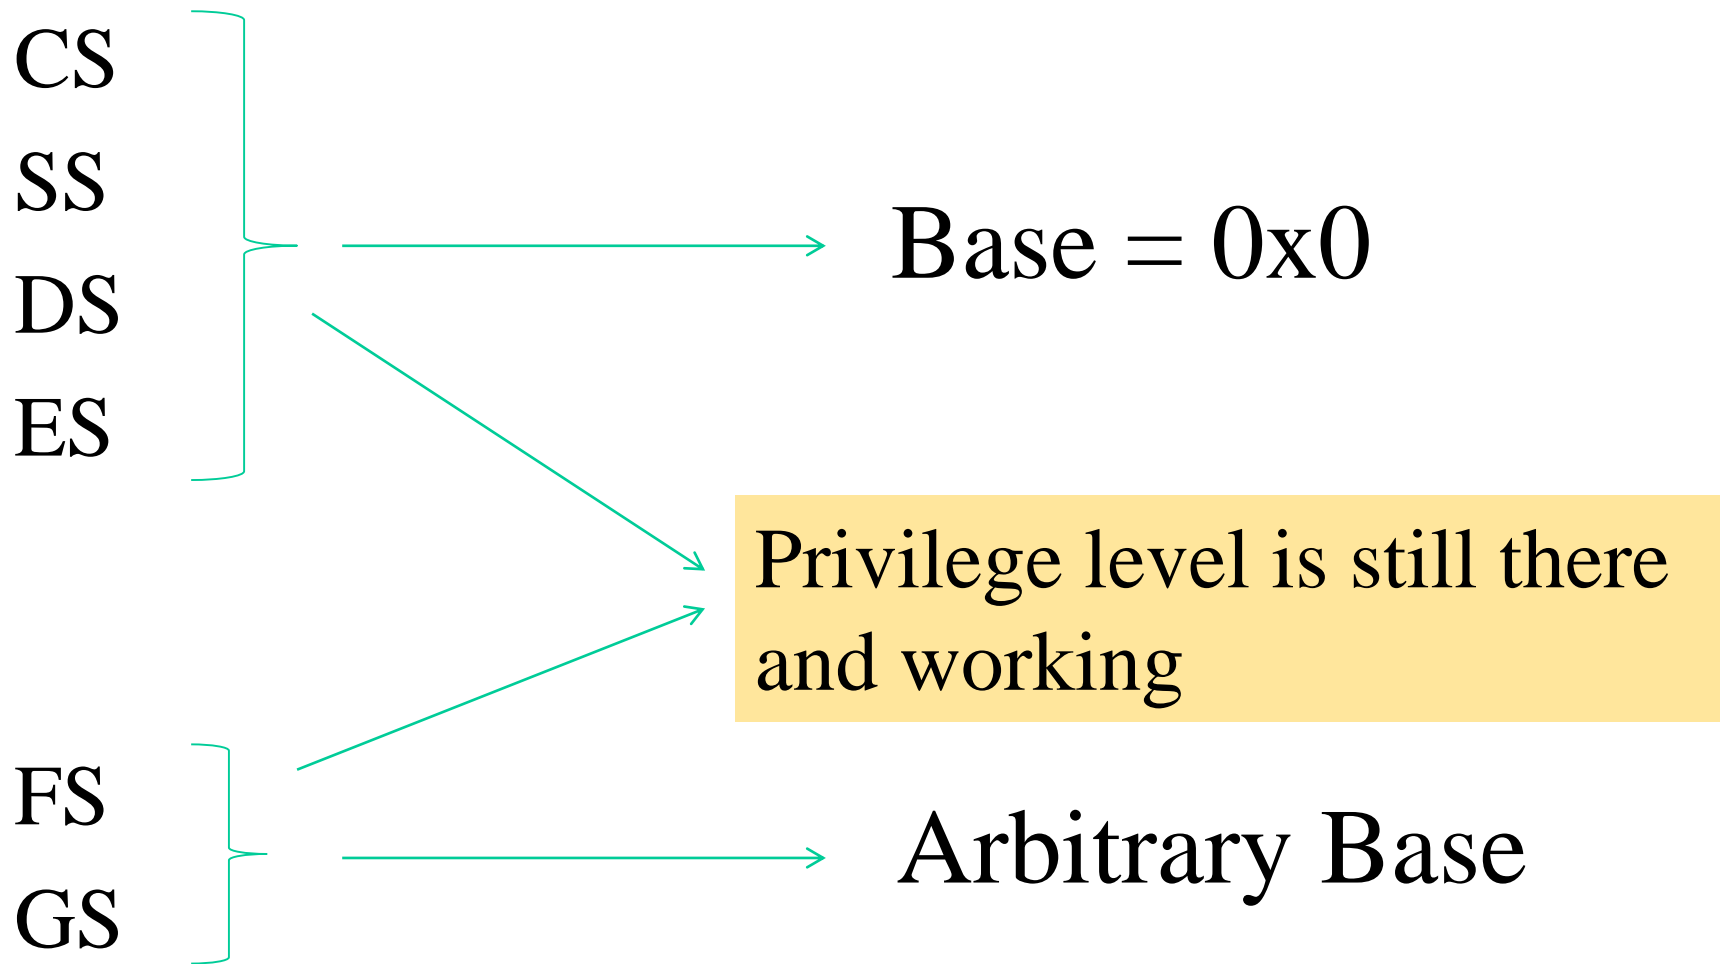 CS
SS
DS
ES
Base = 0x0
Privilege level is still there
and working
FS
GS
Arbitrary Base